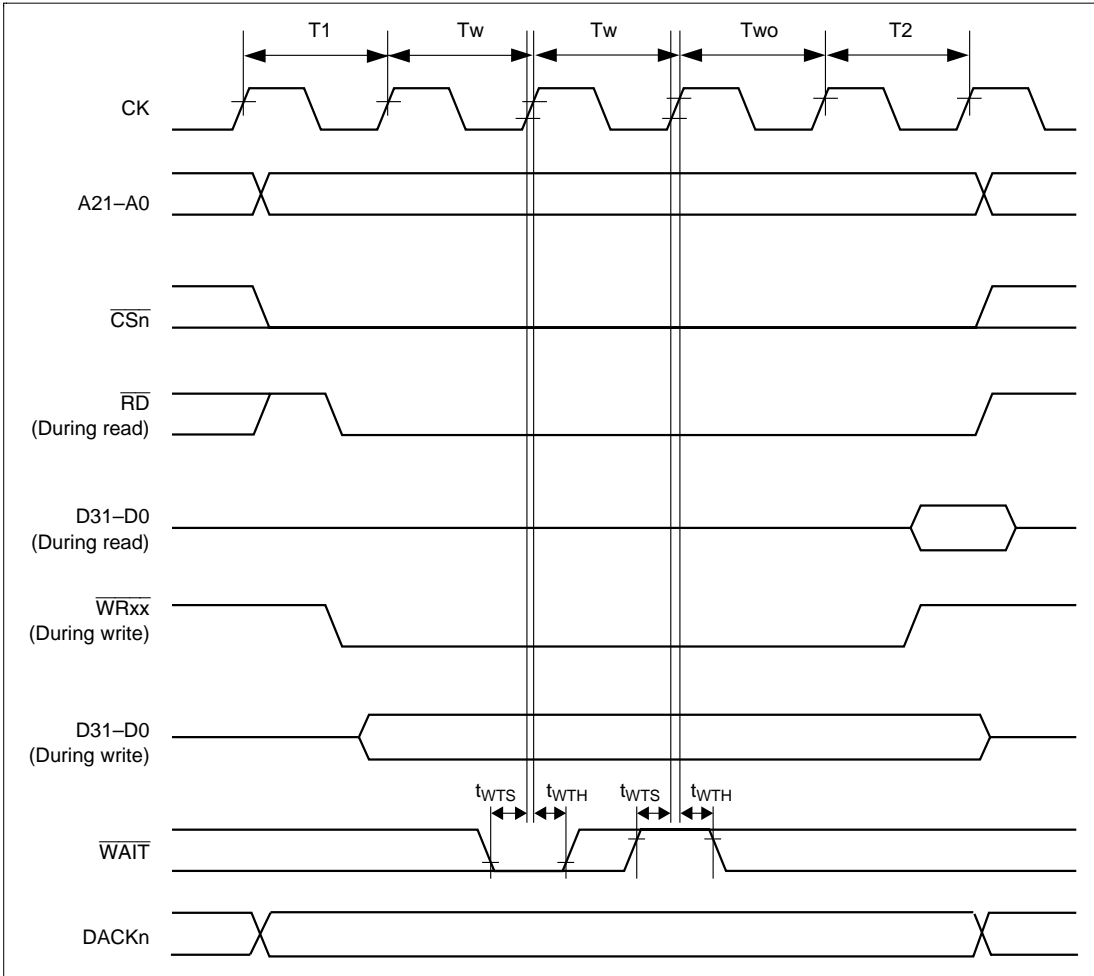 T1 Tw Tw Two T2
CK
A21–A0
CSn
RD
(During read)
D31–D0
(During read)
WRxx
(During write)
D31–D0
(During write)
tWTS tWTH tWTS tWTH
WAIT
DACKn